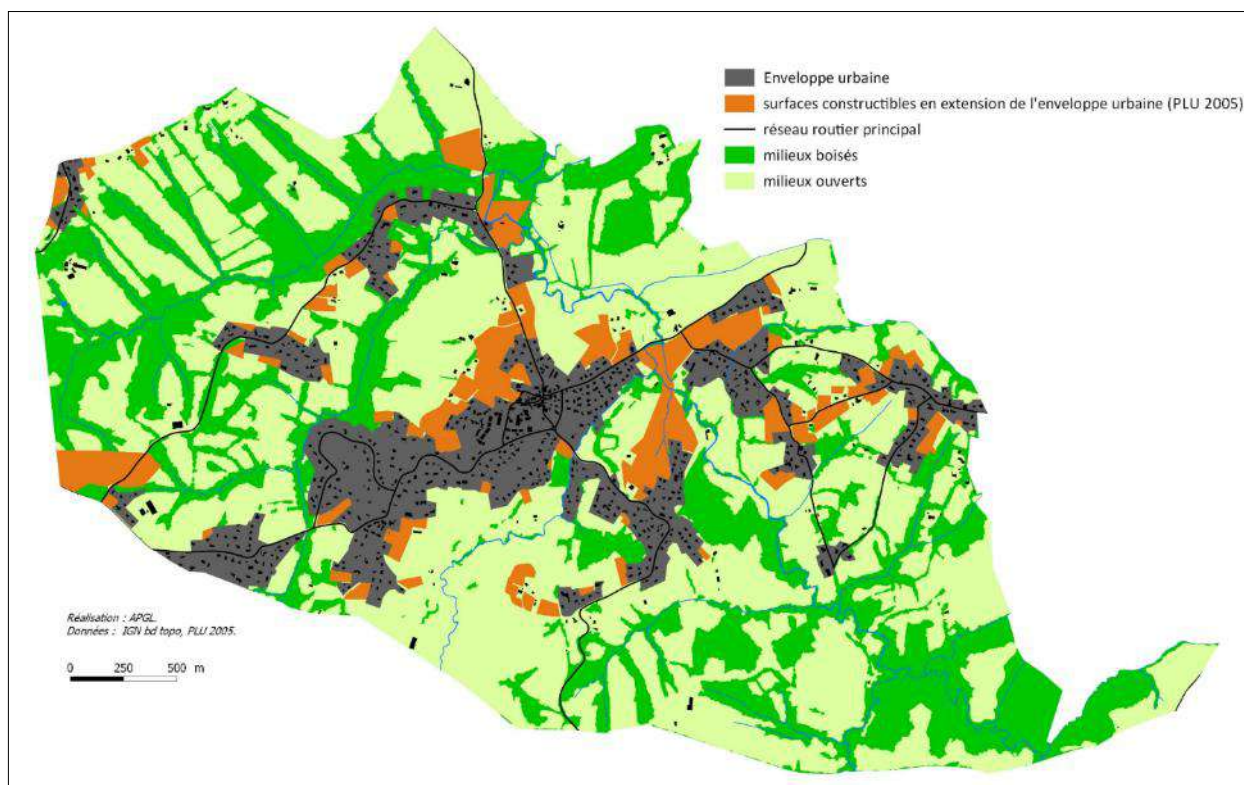 Enveloppe urbaine
surfaces constructibles en extension de l'enveloppe urbaine (PLU 2005)
réseau routier principal
milieux boisés
milieux ouverts
Réalisation : APGL.
Données : IGN bd topo, PLU 2005.
0 250 500 m